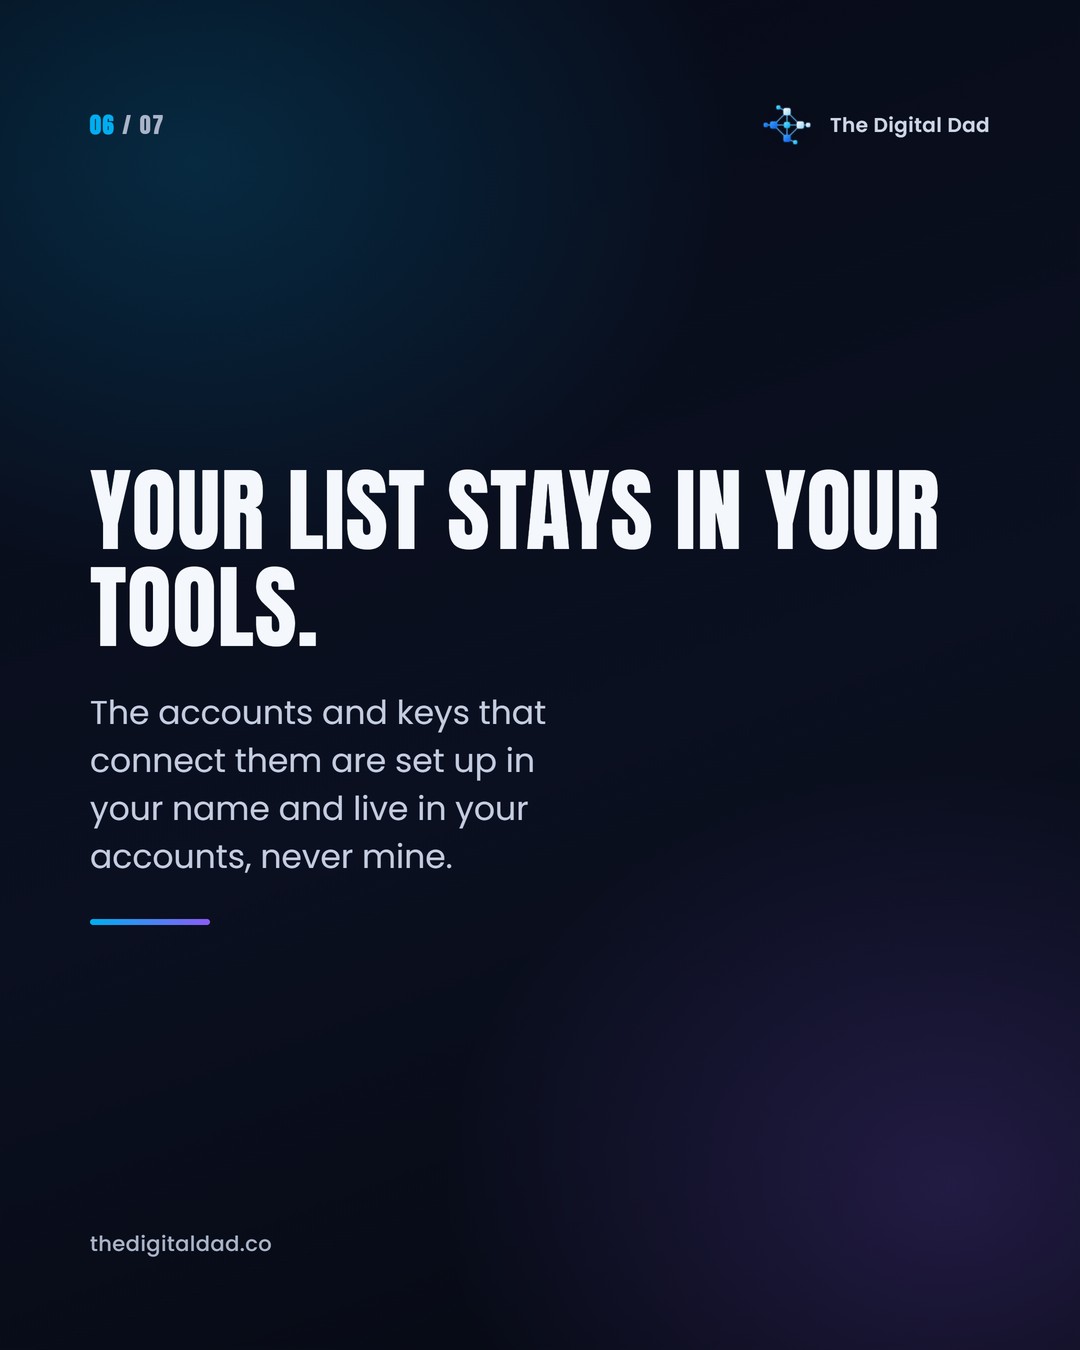 06 / 07
The Digital Dad
YOUR LIST STAYS IN YOUR
TOOLS.
The accounts and keys that
connect them are set up in
your name and live in your
accounts, never mine.
thedigitaldad.co